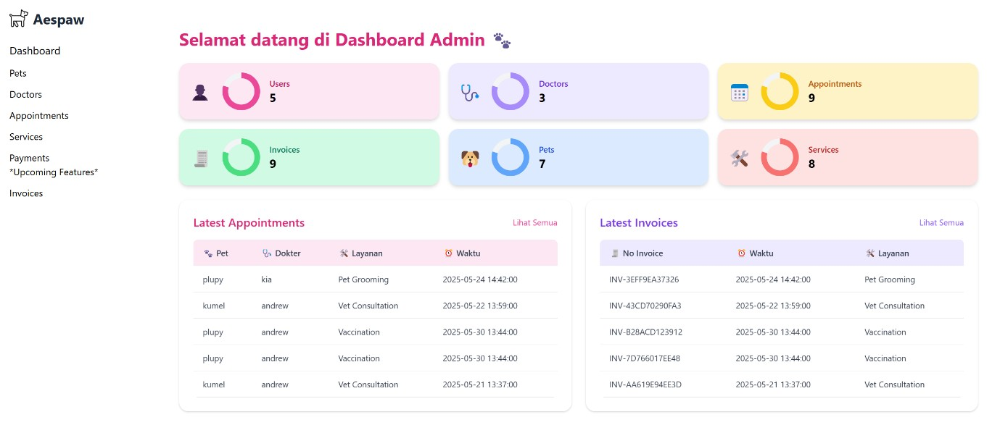 Aespaw
Dashboard
Pets
Doctors
Appointments
Services
Payments
*Upcoming Features*
Invoices
Selamat datang di Dashboard Admin
Users
5
Doctors
3
Appointments
9
Invoices
9
Pets
7
Services
8
Latest Appointments Lihat Semua
Pet Dokter Layanan Waktu
plupy kia Pet Grooming 2025-05-24 14:42:00
kumel andrew Vet Consultation 2025-05-22 13:59:00
plupy andrew Vaccination 2025-05-30 13:44:00
plupy andrew Vaccination 2025-05-30 13:44:00
kumel andrew Vet Consultation 2025-05-21 13:37:00
Latest Invoices Lihat Semua
No Invoice Waktu Layanan
INV-3EFF9EA37326 2025-05-24 14:42:00 Pet Grooming
INV-43CD70290FA3 2025-05-22 13:59:00 Vet Consultation
INV-B28ACD123912 2025-05-30 13:44:00 Vaccination
INV-7D766017EE48 2025-05-30 13:44:00 Vaccination
INV-AA619E94EE3D 2025-05-21 13:37:00 Vet Consultation